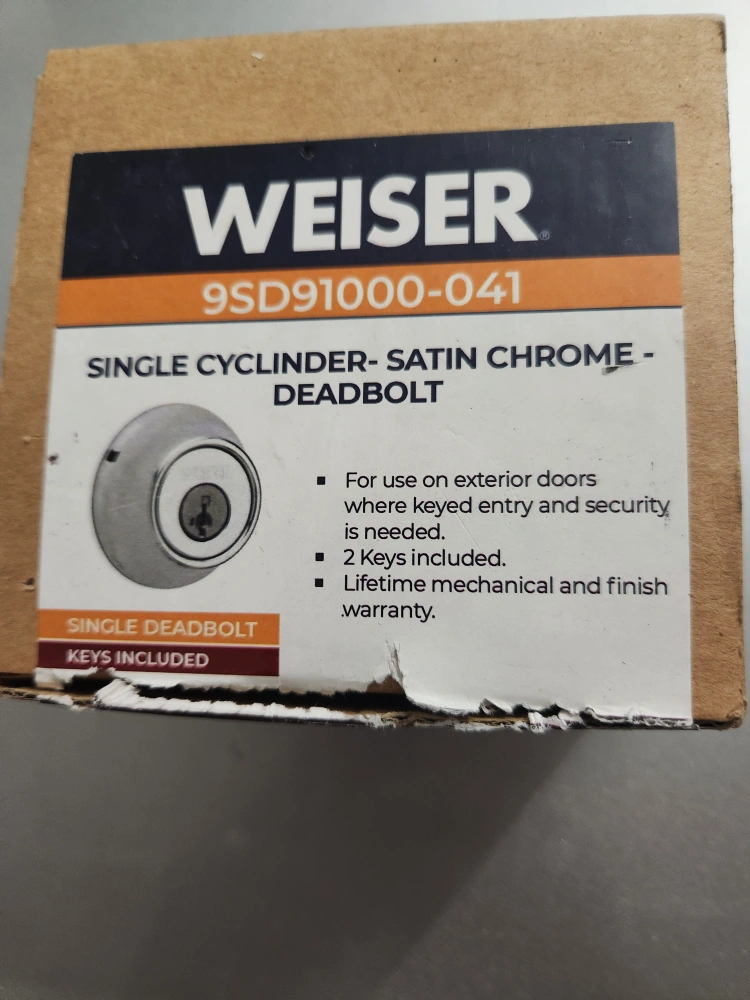 WEISER®
9SD91000-041
SINGLE CYCLINDER- SATIN CHROME -
DEADBOLT
▪ For use on exterior doors
where keyed entry and security
is needed.
▪ 2 Keys included.
▪ Lifetime mechanical and finish
warranty.
SINGLE DEADBOLT
KEYS INCLUDED